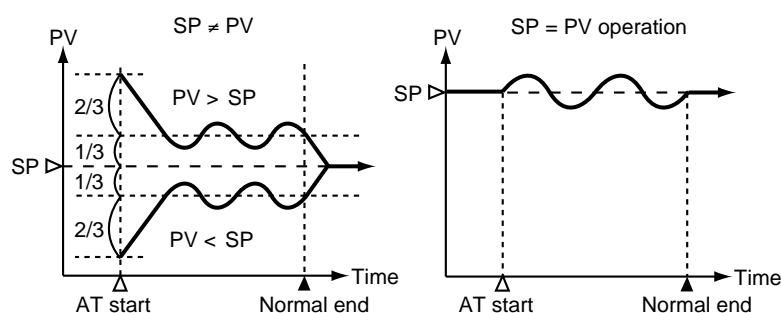 SP ≠ PV
PV
2/3
PV > SP
1/3
SP
1/3
2/3
PV < SP
Time
AT start
Normal end
SP = PV operation
PV
SP
Time
AT start
Normal end